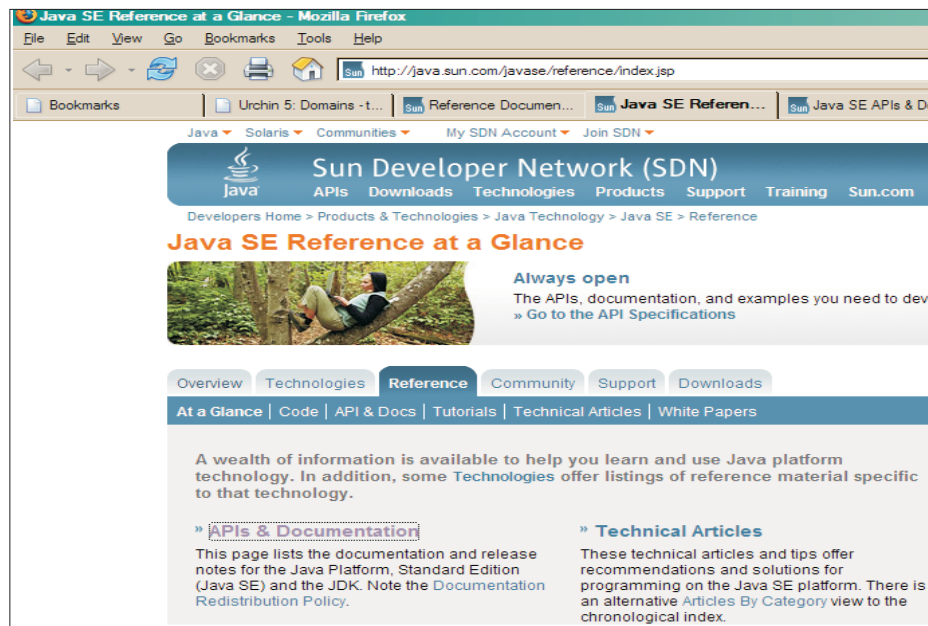 Java SE Reference at a Glance - Mozilla Firefox
File Edit View Go Bookmarks Tools Help
Sun http://java.sun.com/javase/reference/index.jsp
Bookmarks Urchin 5: Domains - t... Sun Reference Documen... Sun Java SE Referen... Sun Java SE APIs & D
Java Solaris Communities My SDN Account Join SDN
Java Sun Developer Network (SDN)
APIs Downloads Technologies Products Support Training Sun.com
Developers Home > Products & Technologies > Java Technology > Java SE > Reference
Java SE Reference at a Glance
Always open
The APIs, documentation, and examples you need to dev
» Go to the API Specifications
Overview Technologies Reference Community Support Downloads
At a Glance | Code | API & Docs | Tutorials | Technical Articles | White Papers
A wealth of information is available to help you learn and use Java platform
technology. In addition, some Technologies offer listings of reference material specific
to that technology.
» APIs & Documentation
This page lists the documentation and release
notes for the Java Platform, Standard Edition
(Java SE) and the JDK. Note the Documentation
Redistribution Policy.
» Technical Articles
These technical articles and tips offer
recommendations and solutions for
programming on the Java SE platform. There is
an alternative Articles By Category view to the
chronological index.